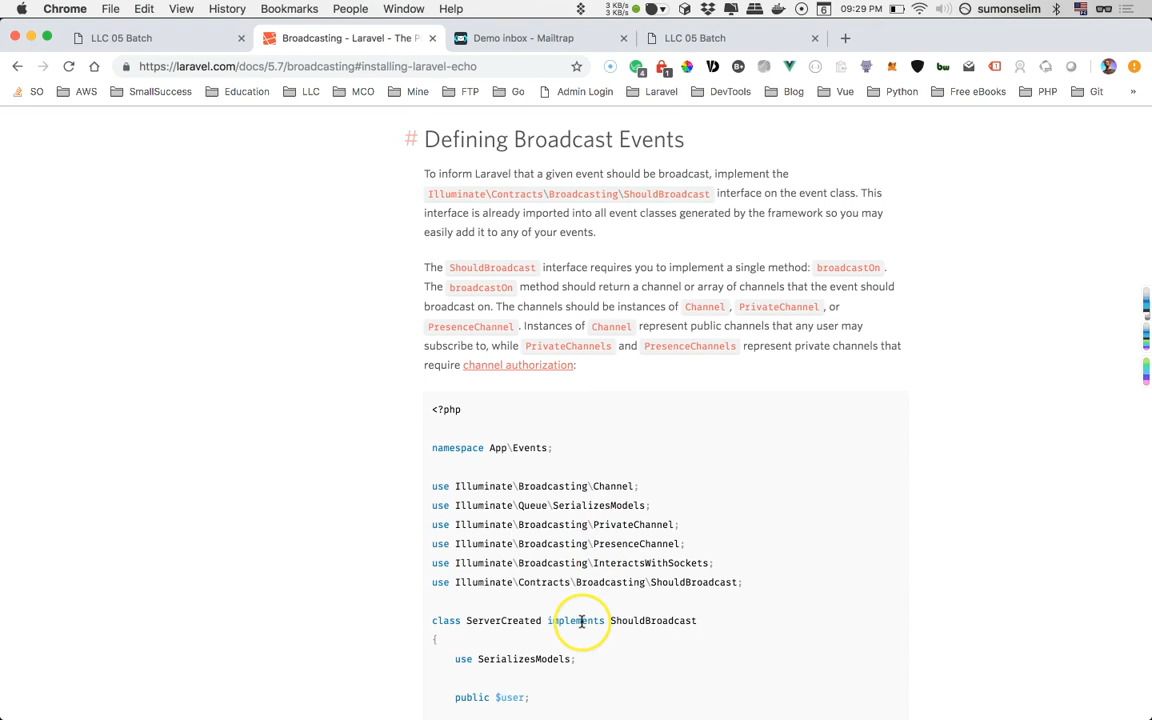 Chrome File Edit View History Bookmarks People Window Help 3 KB/s 3 KB/s 6 09:29 PM sumonselim
LLC 05 Batch × Broadcasting - Laravel - The P × Demo inbox - Mailtrap × LLC 05 Batch × +
https://laravel.com/docs/5.7/broadcasting#installing-laravel-echo 4 1 B+ bw 1
SO AWS SmallSuccess Education LLC MCO Mine FTP Go Admin Login Laravel DevTools Blog Vue Python Free eBooks PHP Git »
# Defining Broadcast Events
To inform Laravel that a given event should be broadcast, implement the
Illuminate\Contracts\Broadcasting\ShouldBroadcast interface on the event class. This
interface is already imported into all event classes generated by the framework so you may
easily add it to any of your events.
The ShouldBroadcast interface requires you to implement a single method: broadcastOn .
The broadcastOn method should return a channel or array of channels that the event should
broadcast on. The channels should be instances of Channel , PrivateChannel , or
PresenceChannel . Instances of Channel represent public channels that any user may
subscribe to, while PrivateChannels and PresenceChannels represent private channels that
require channel authorization:
<?php
namespace App\Events;
use Illuminate\Broadcasting\Channel;
use Illuminate\Queue\SerializesModels;
use Illuminate\Broadcasting\PrivateChannel;
use Illuminate\Broadcasting\PresenceChannel;
use Illuminate\Broadcasting\InteractsWithSockets;
use Illuminate\Contracts\Broadcasting\ShouldBroadcast;
class ServerCreated implements ShouldBroadcast
{
use SerializesModels;
public $user;